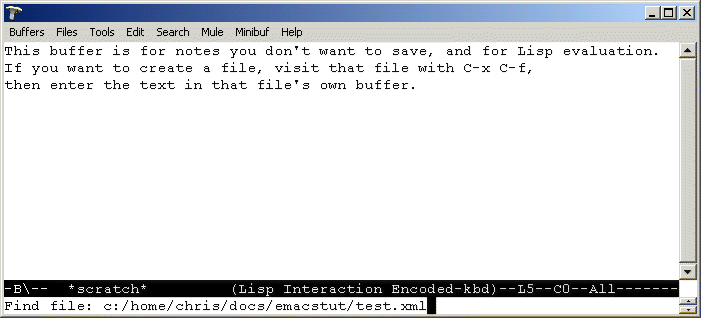 Buffers Files Tools Edit Search Mule Minibuf Help
This buffer is for notes you don't want to save, and for Lisp evaluation.
If you want to create a file, visit that file with C-x C-f,
then enter the text in that file's own buffer.
-B\-- *scratch* (Lisp Interaction Encoded-kbd)--L5--C0--All-------
Find file: c:/home/chris/docs/emacstut/test.xml